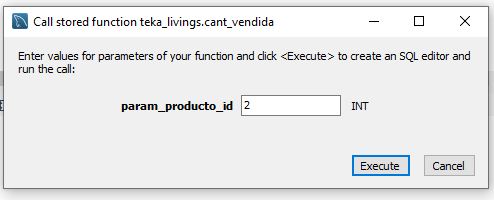 Call stored function teka_livings.cant_vendida
Enter values for parameters of your function and click <Execute> to create an SQL editor and
run the call:
param_producto_id 2 INT
Execute Cancel